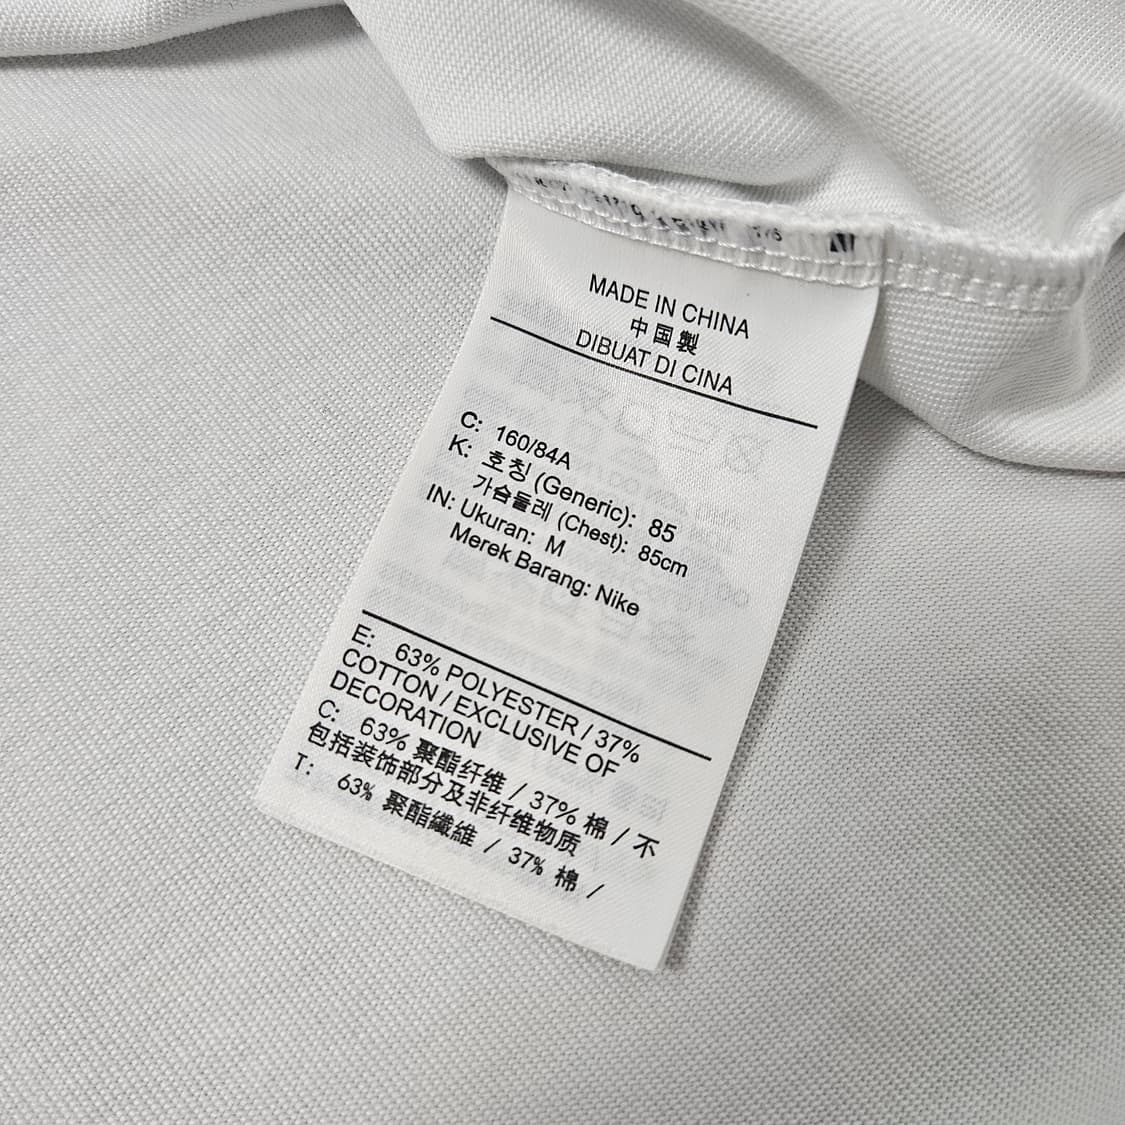 MADE IN CHINA
中国製
DIBUAT DI CINA
C: 160/84A
K: 호칭 (Generic): 85
가슴둘레 (Chest): 85cm
IN: Ukuran: M
Merek Barang: Nike
E: 63% POLYESTER / 37%
COTTON / EXCLUSIVE OF
DECORATION
C: 63% 聚酯纤维 / 37% 棉 / 不
包括装饰部分及非纤维物质
T: 63% 聚酯纖維 / 37% 棉 /